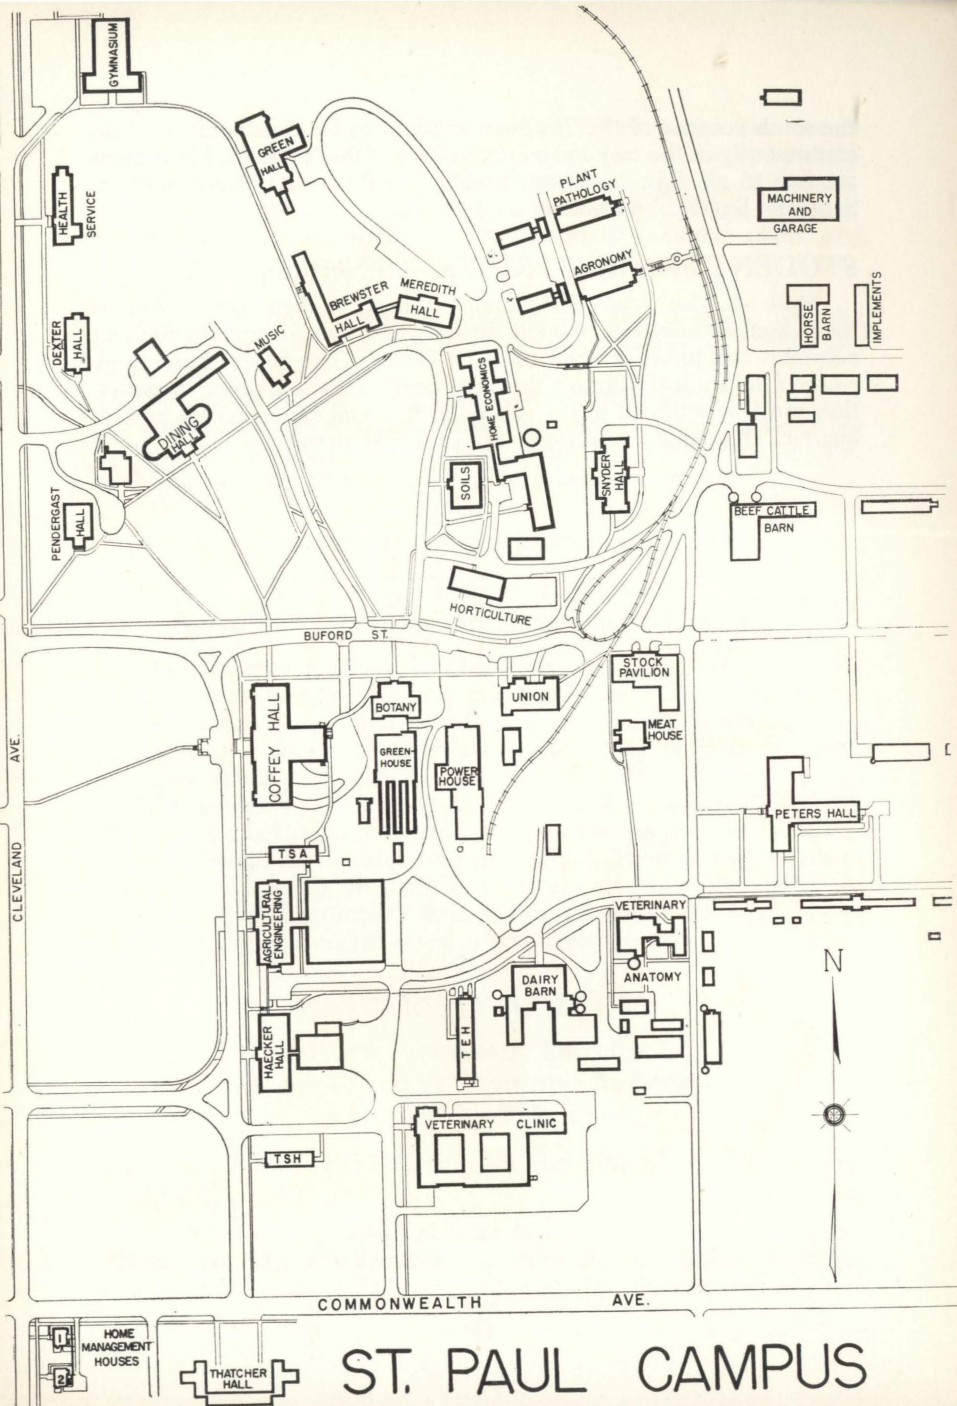 GYMNASIUM
GREEN
HALL
HEALTH
SERVICE
PLANT
PATHOLOGY
MACHINERY
AND
GARAGE
AGRONOMY
BREWSTER
HALL
MEREDITH
HALL
HORSE
BARN
IMPLEMENTS
DEXTER
HALL
MUSIC
DINING
HALL
HOME ECONOMICS
SOILS
SNYDER
HALL
PENDERGAST
HALL
BEEF CATTLE
BARN
HORTICULTURE
BUFORD ST.
STOCK
PAVILION
UNION
BOTANY
COFFEY HALL
GREEN-
HOUSE
POWER
HOUSE
MEAT
HOUSE
PETERS HALL
CLEVELAND AVE.
TSA
AGRICULTURAL
ENGINEERING
VETERINARY
ANATOMY
DAIRY
BARN
N
TEH
HAECKER
HALL
VETERINARY CLINIC
TSH
COMMONWEALTH AVE.
1
2
HOME
MANAGEMENT
HOUSES
THATCHER
HALL
ST. PAUL CAMPUS